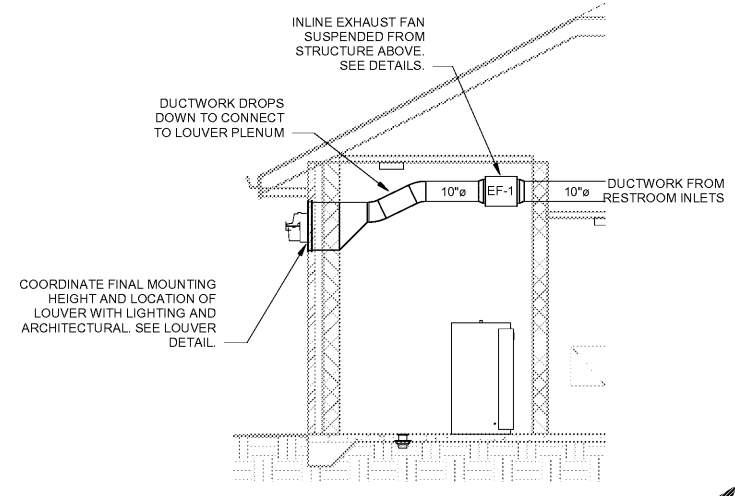 INLINE EXHAUST FAN
SUSPENDED FROM
STRUCTURE ABOVE.
SEE DETAILS.
DUCTWORK DROPS
DOWN TO CONNECT
TO LOUVER PLENUM
10"ø
EF-1
10"ø
DUCTWORK FROM
RESTROOM INLETS
COORDINATE FINAL MOUNTING
HEIGHT AND LOCATION OF
LOUVER WITH LIGHTING AND
ARCHITECTURAL. SEE LOUVER
DETAIL.